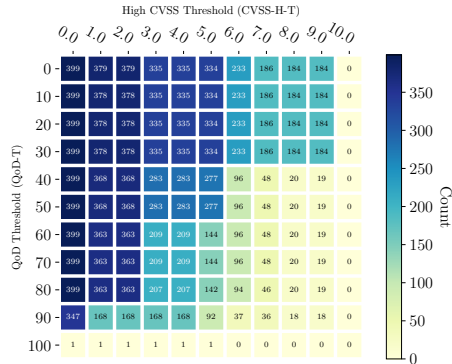 High CVSS Threshold (CVSS-H-T)
0.0 1.0 2.0 3.0 4.0 5.0 6.0 7.0 8.0 9.0 10.0
0 399 379 379 335 335 334 233 186 184 184 0
10 399 378 378 335 335 334 233 186 184 184 0
20 399 378 378 335 335 334 233 186 184 184 0
30 399 378 378 335 335 334 233 186 184 184 0
40 399 368 368 283 283 277 96 48 20 19 0
50 399 368 368 283 283 277 96 48 20 19 0
60 399 363 363 209 209 144 96 48 20 19 0
70 399 363 363 209 209 144 96 48 20 19 0
80 399 363 363 207 207 142 94 46 20 19 0
90 347 168 168 168 168 92 37 36 18 18 0
100 1 1 1 1 1 1 0 0 0 0 0
QoD Threshold (QoD-T)
350
300
250
200
150
100
50
0
Count